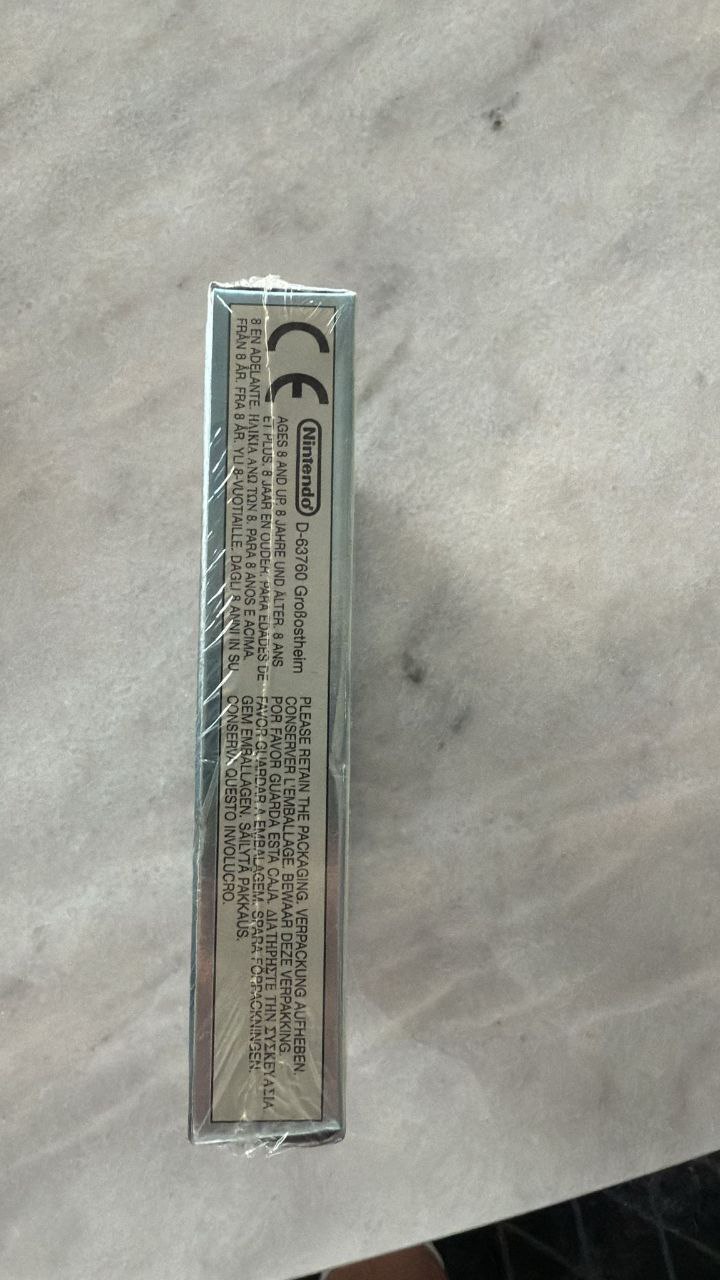 CE
Nintendo D-63760 Großostheim
AGES 8 AND UP. 8 JAHRE UND ÄLTER. 8 ANS
ET PLUS. 8 JAAR EN OUDER. PARA EDADES DE
8 EN ADELANTE. ΗΛΙΚΙΑ ΑΝΩ ΤΩΝ 8. PARA 8 ANOS E ACIMA.
FRÅN 8 ÅR. FRA 8 ÅR. YLI 8-VUOTIAILLE. DAGLI 8 ANNI IN SU
PLEASE RETAIN THE PACKAGING. VERPACKUNG AUFHEBEN.
CONSERVER L'EMBALLAGE. BEWAAR DEZE VERPAKKING.
POR FAVOR GUARDA ESTA CAJA. ΔΙΑΤΗΡΗΣΤΕ ΤΗΝ ΣΥΣΚΕΥΑΣΙΑ
FAVOR GUARDAR A EMBALAGEM. SPARA FÖRPACKNINGEN.
GEM EMBALLAGEN. SÄILYTÄ PAKKAUS.
CONSERVA QUESTO INVOLUCRO.